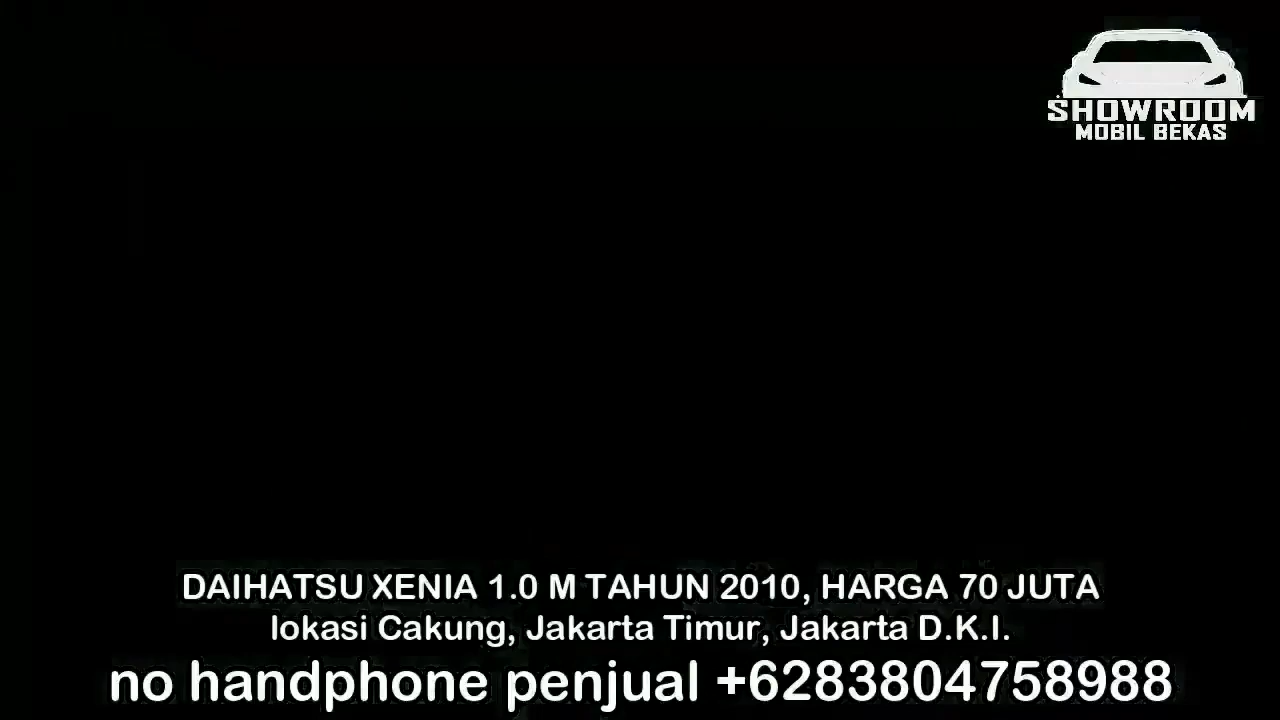 SHOWROOM
MOBIL BEKAS
DAIHATSU XENIA 1.0 M TAHUN 2010, HARGA 70 JUTA
lokasi Cakung, Jakarta Timur, Jakarta D.K.I.
no handphone penjual +6283804758988